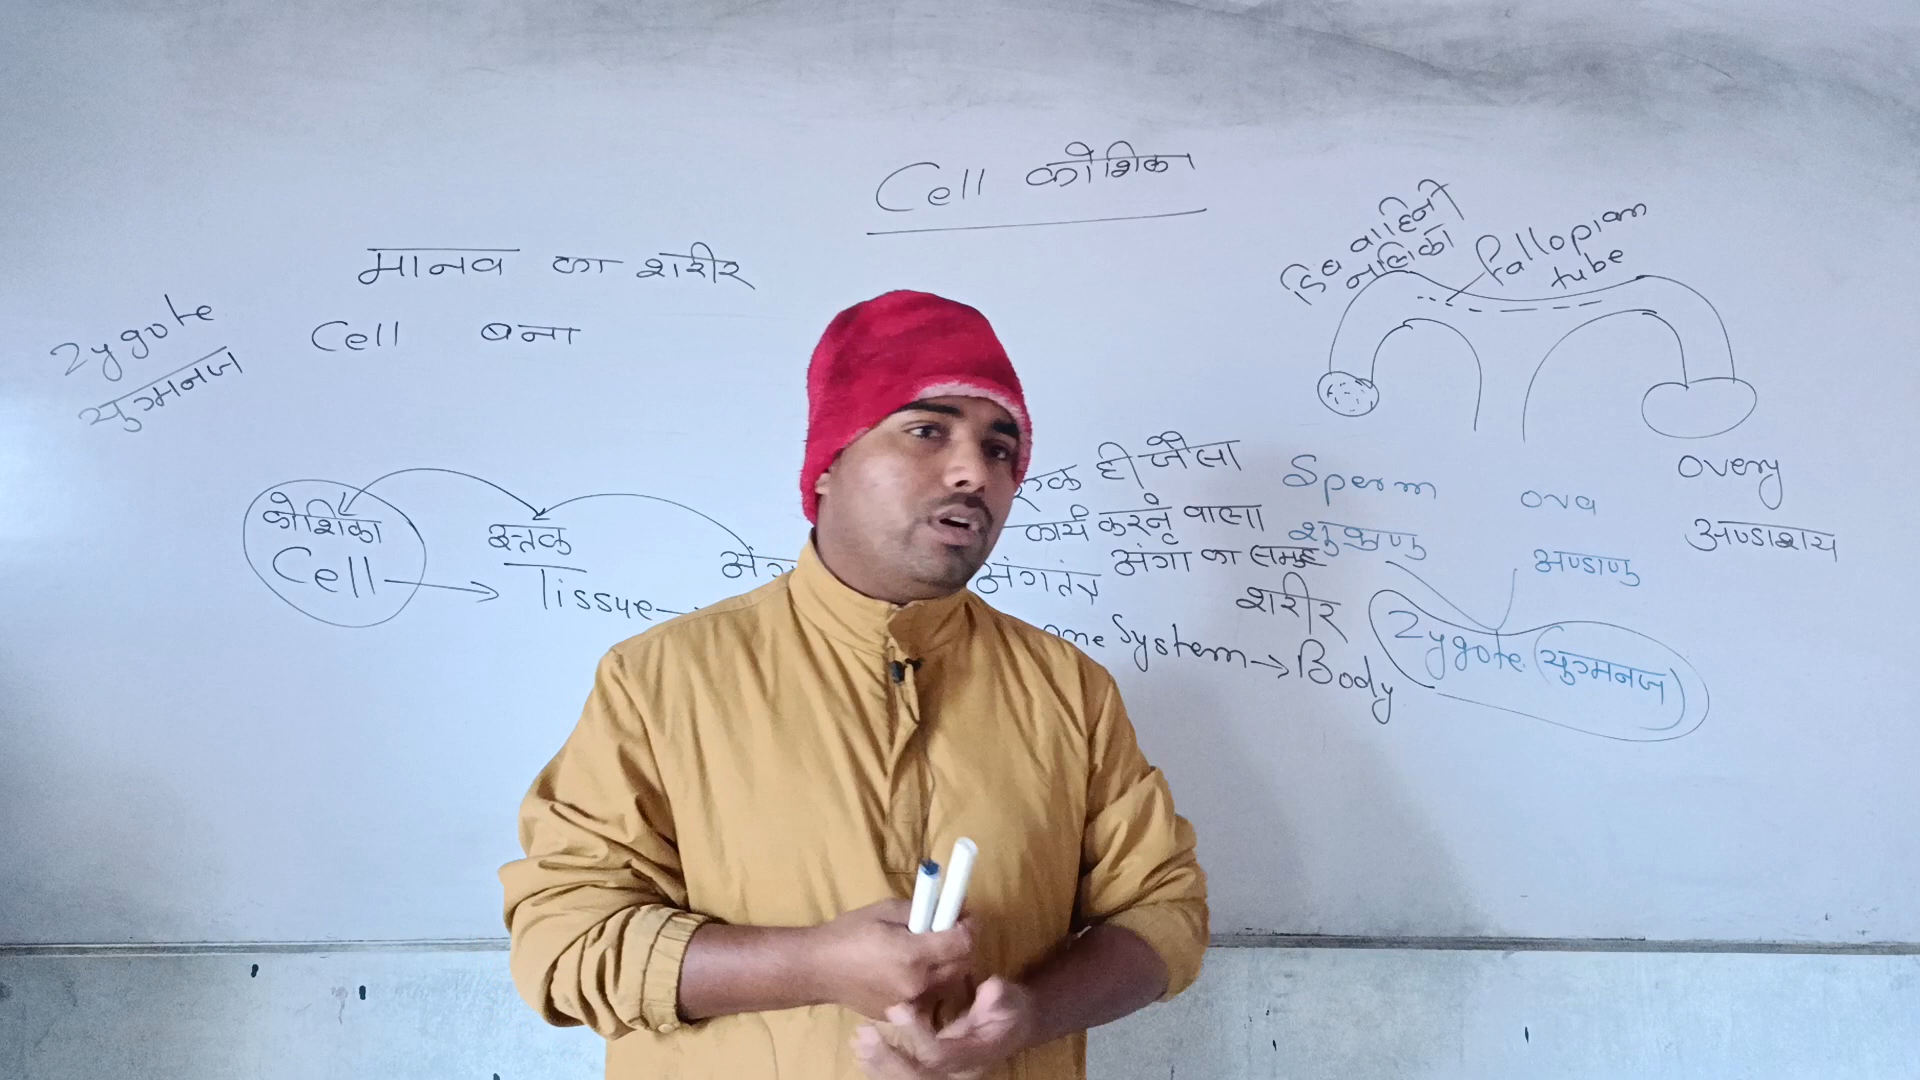 Cell कोशिका
मानव का शरीर
Cell बना
Zygote
युग्मनज
डिंब वाहिनी
नलिका
fallopian
tube
कोशिका
Cell
ऊतक
Tissue
अंग
एक ही जैसा
कार्य करने वाला
अंगतंत्र अंगों का समूह
System → Body
शरीर
Sperm
शुक्राणु
ova
अण्डाणु
overy
अण्डाशय
Zygote (युग्मनज)